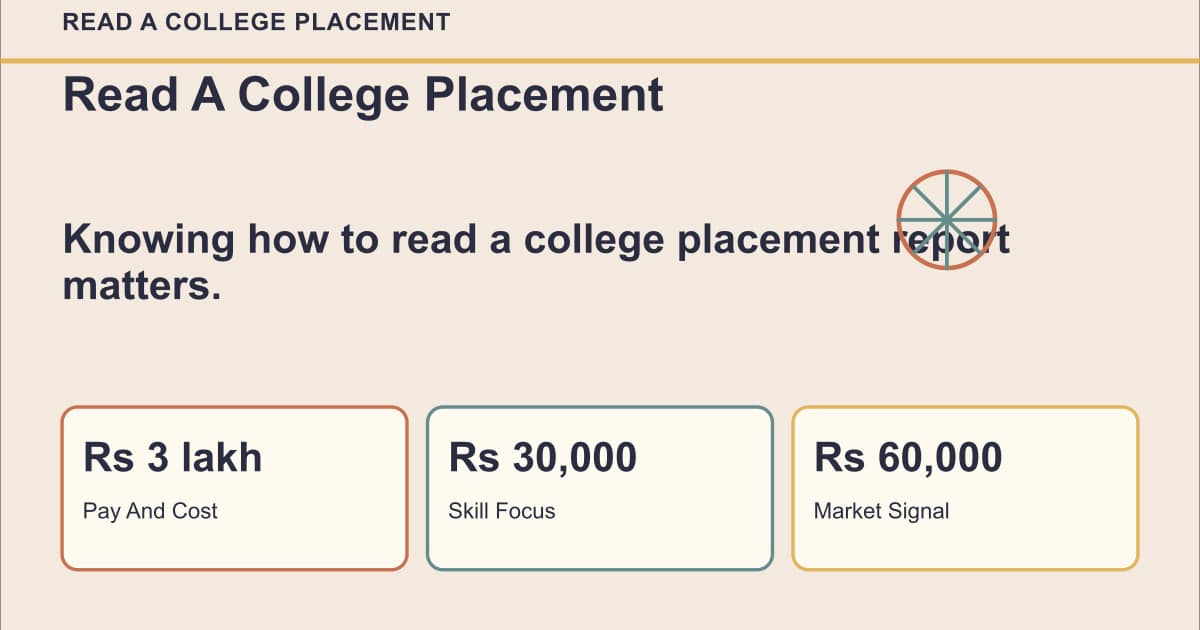 READ A COLLEGE PLACEMENT
Read A College Placement
Knowing how to read a college placement report
matters.
Rs 3 lakh
Pay And Cost
Rs 30,000
Skill Focus
Rs 60,000
Market Signal